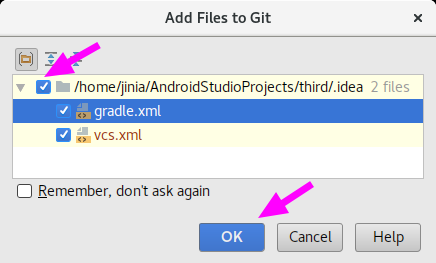 Add Files to Git
/home/jinia/AndroidStudioProjects/third/.idea 2 files
gradle.xml
vcs.xml
Remember, don't ask again
OK Cancel Help